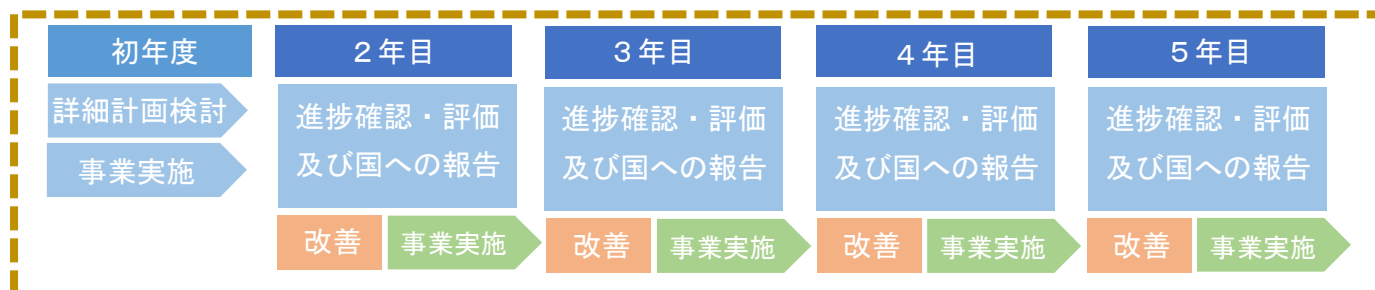 初年度
詳細計画検討
事業実施
２年目
進捗確認・評価
及び国への報告
改善
事業実施
３年目
進捗確認・評価
及び国への報告
改善
事業実施
４年目
進捗確認・評価
及び国への報告
改善
事業実施
５年目
進捗確認・評価
及び国への報告
改善
事業実施